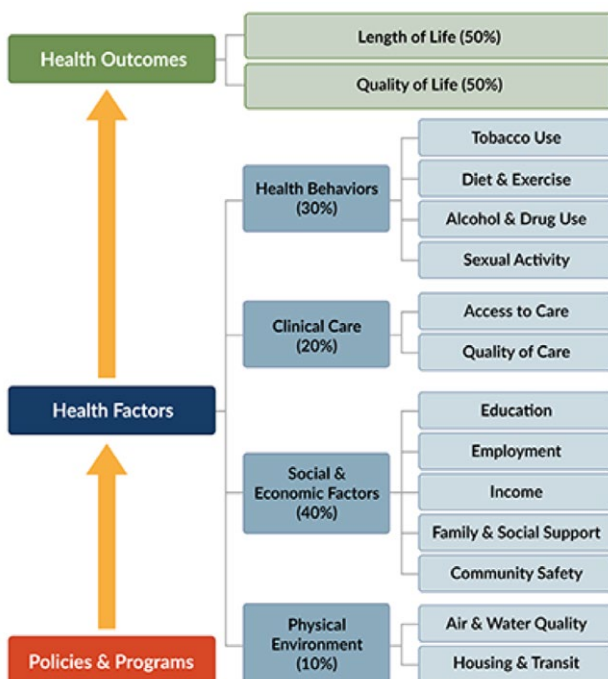 Health Outcomes
Length of Life (50%)
Quality of Life (50%)
Health Factors
Health Behaviors
(30%)
Tobacco Use
Diet & Exercise
Alcohol & Drug Use
Sexual Activity
Clinical Care
(20%)
Access to Care
Quality of Care
Social &
Economic Factors
(40%)
Education
Employment
Income
Family & Social Support
Community Safety
Physical
Environment
(10%)
Air & Water Quality
Housing & Transit
Policies & Programs